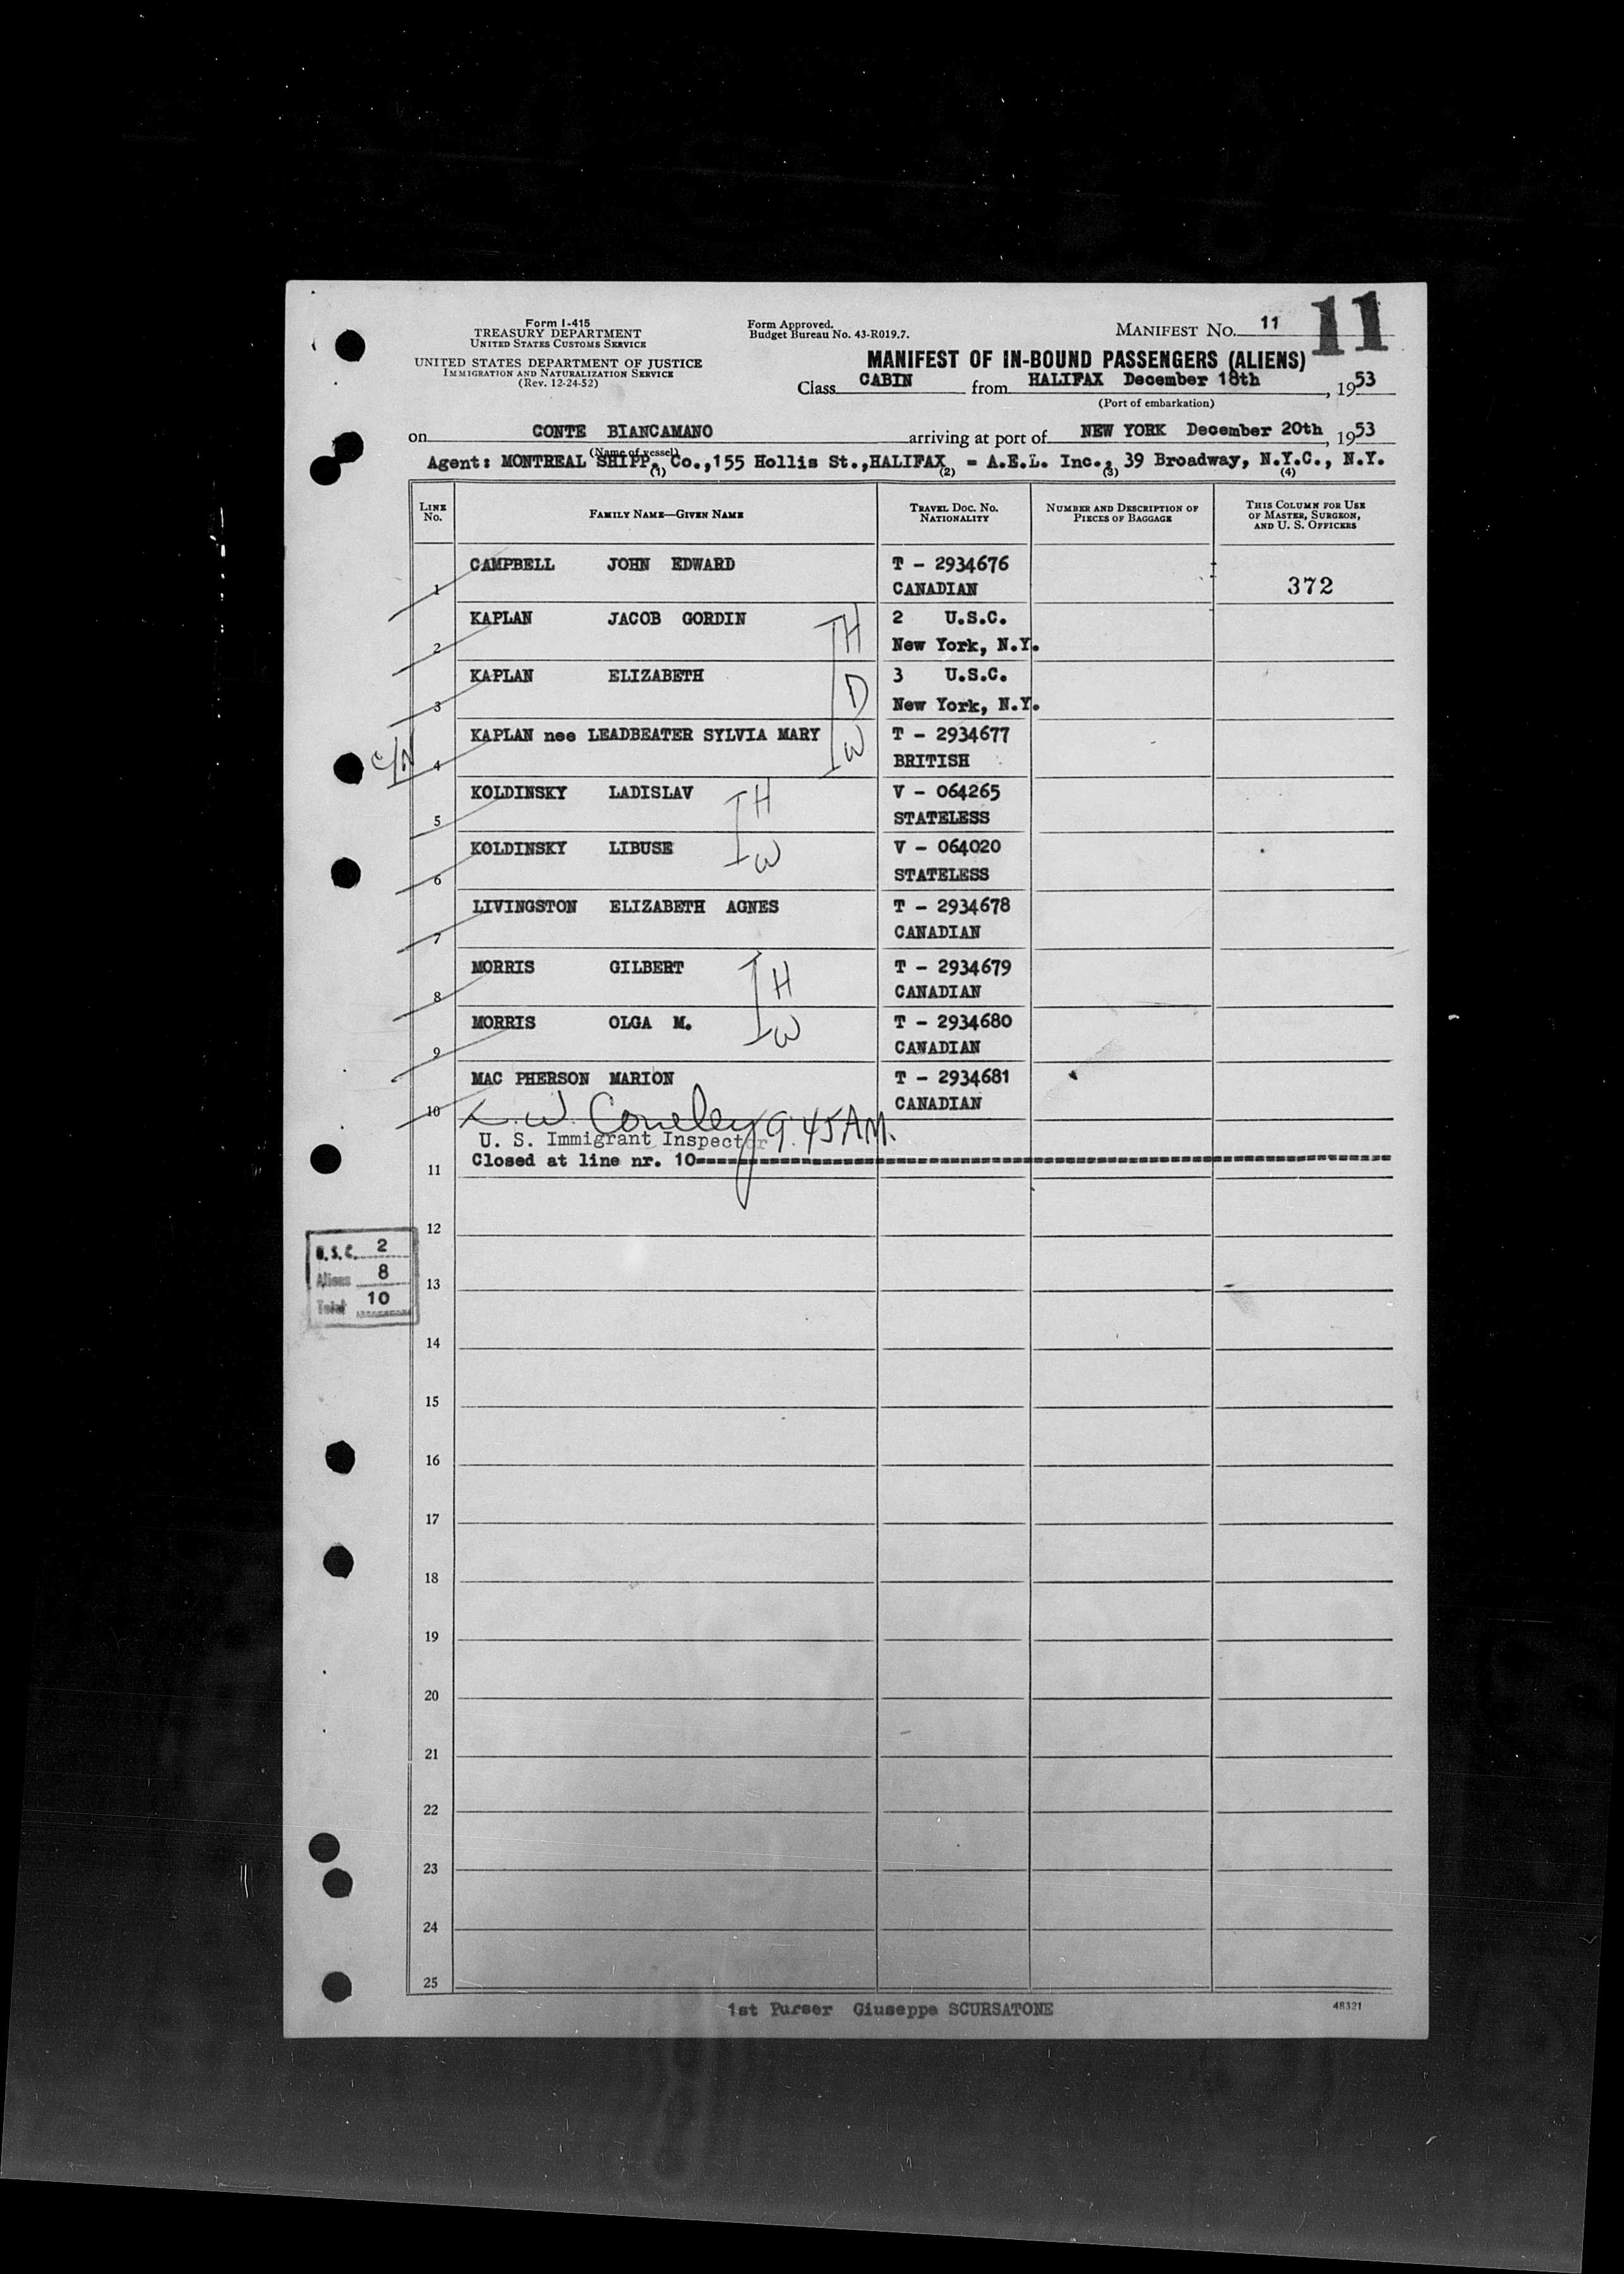 Form I-415
TREASURY DEPARTMENT
UNITED STATES CUSTOMS SERVICE
UNITED STATES DEPARTMENT OF JUSTICE
IMMIGRATION AND NATURALIZATION SERVICE
(Rev. 12-24-52)
Form Approved.
Budget Bureau No. 43-R019.7.
MANIFEST No. 11
11
MANIFEST OF IN-BOUND PASSENGERS (ALIENS)
Class CABIN from HALIFAX December 18th, 1953
(Port of embarkation)
on CONTE BIANCAMANO arriving at port of NEW YORK December 20th, 1953
(Name of vessel)
Agent: MONTREAL SHIPP. Co.,155 Hollis St.,HALIFAX - A.E.L. Inc., 39 Broadway, N.Y.C., N.Y.
(1) (2) (3) (4)
LINE No. FAMILY NAME—GIVEN NAME TRAVEL DOC. No. NATIONALITY NUMBER AND DESCRIPTION OF PIECES OF BAGGAGE THIS COLUMN FOR USE OF MASTER, SURGEON, AND U. S. OFFICERS
1 CAMPBELL JOHN EDWARD T - 2934676
CANADIAN 372
2 KAPLAN JACOB GORDIN H 2 U.S.C.
New York, N.Y.
3 KAPLAN ELIZABETH D 3 U.S.C.
New York, N.Y.
C/N 4 KAPLAN nee LEADBEATER SYLVIA MARY W T - 2934677
BRITISH
5 KOLDINSKY LADISLAV H V - 064265
STATELESS
6 KOLDINSKY LIBUSE W V - 064020
STATELESS
7 LIVINGSTON ELIZABETH AGNES T - 2934678
CANADIAN
8 MORRIS GILBERT H T - 2934679
CANADIAN
9 MORRIS OLGA M. W T - 2934680
CANADIAN
10 MAC PHERSON MARION T - 2934681
CANADIAN
9:45 AM.
U. S. Immigrant Inspector
11 Closed at line nr. 10
12
U.S.C. 2
Aliens 8
Total 10
13
14
15
16
17
18
19
20
21
22
23
24
25
1st Purser Giuseppe SCURSATONE
48321